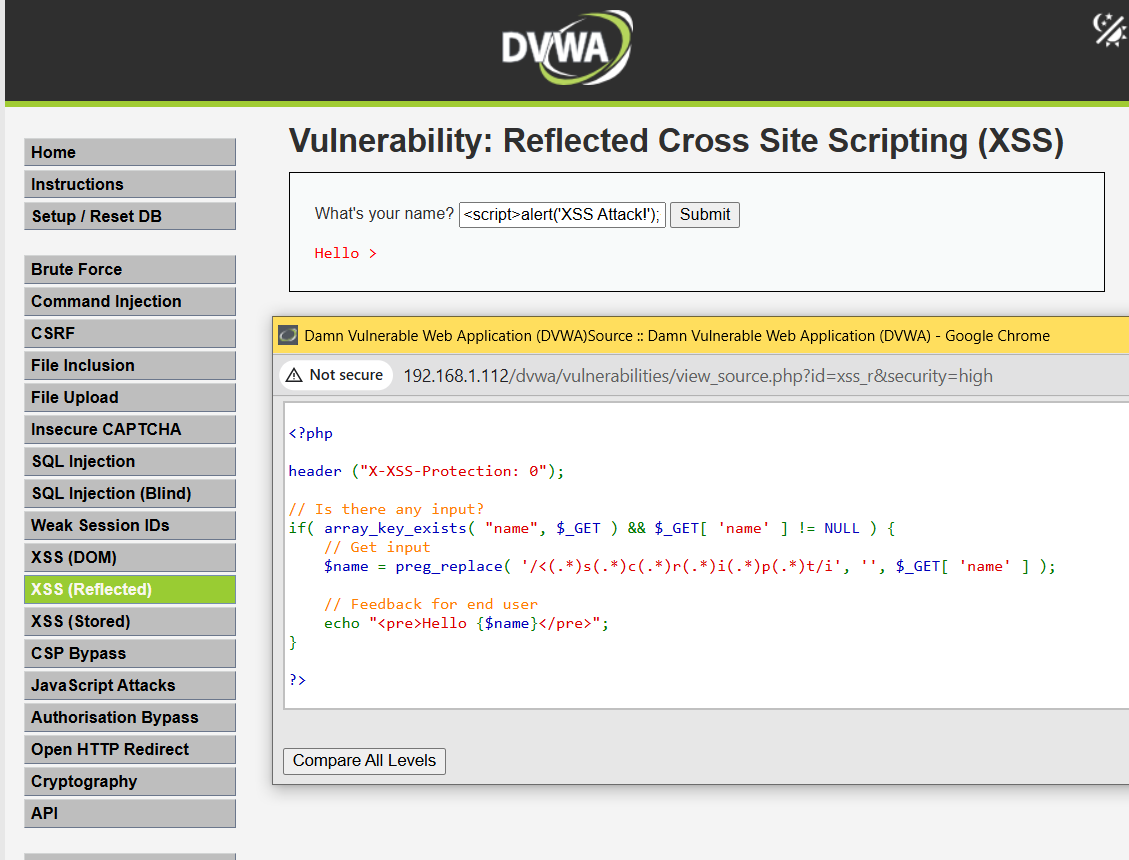 DVWA
Vulnerability: Reflected Cross Site Scripting (XSS)
Home
Instructions
Setup / Reset DB
Brute Force
Command Injection
CSRF
File Inclusion
File Upload
Insecure CAPTCHA
SQL Injection
SQL Injection (Blind)
Weak Session IDs
XSS (DOM)
XSS (Reflected)
XSS (Stored)
CSP Bypass
JavaScript Attacks
Authorisation Bypass
Open HTTP Redirect
Cryptography
API
What's your name? <script>alert('XSS Attack!'); Submit
Hello >
Damn Vulnerable Web Application (DVWA)Source :: Damn Vulnerable Web Application (DVWA) - Google Chrome
Not secure 192.168.1.112/dvwa/vulnerabilities/view_source.php?id=xss_r&security=high
<?php
header ("X-XSS-Protection: 0");
// Is there any input?
if( array_key_exists( "name", $_GET ) && $_GET[ 'name' ] != NULL ) {
    // Get input
    $name = preg_replace( '/<(.*)s(.*)c(.*)r(.*)i(.*)p(.*)t/i', '', $_GET[ 'name' ] );
    // Feedback for end user
    echo "<pre>Hello {$name}</pre>";
}
?>
Compare All Levels